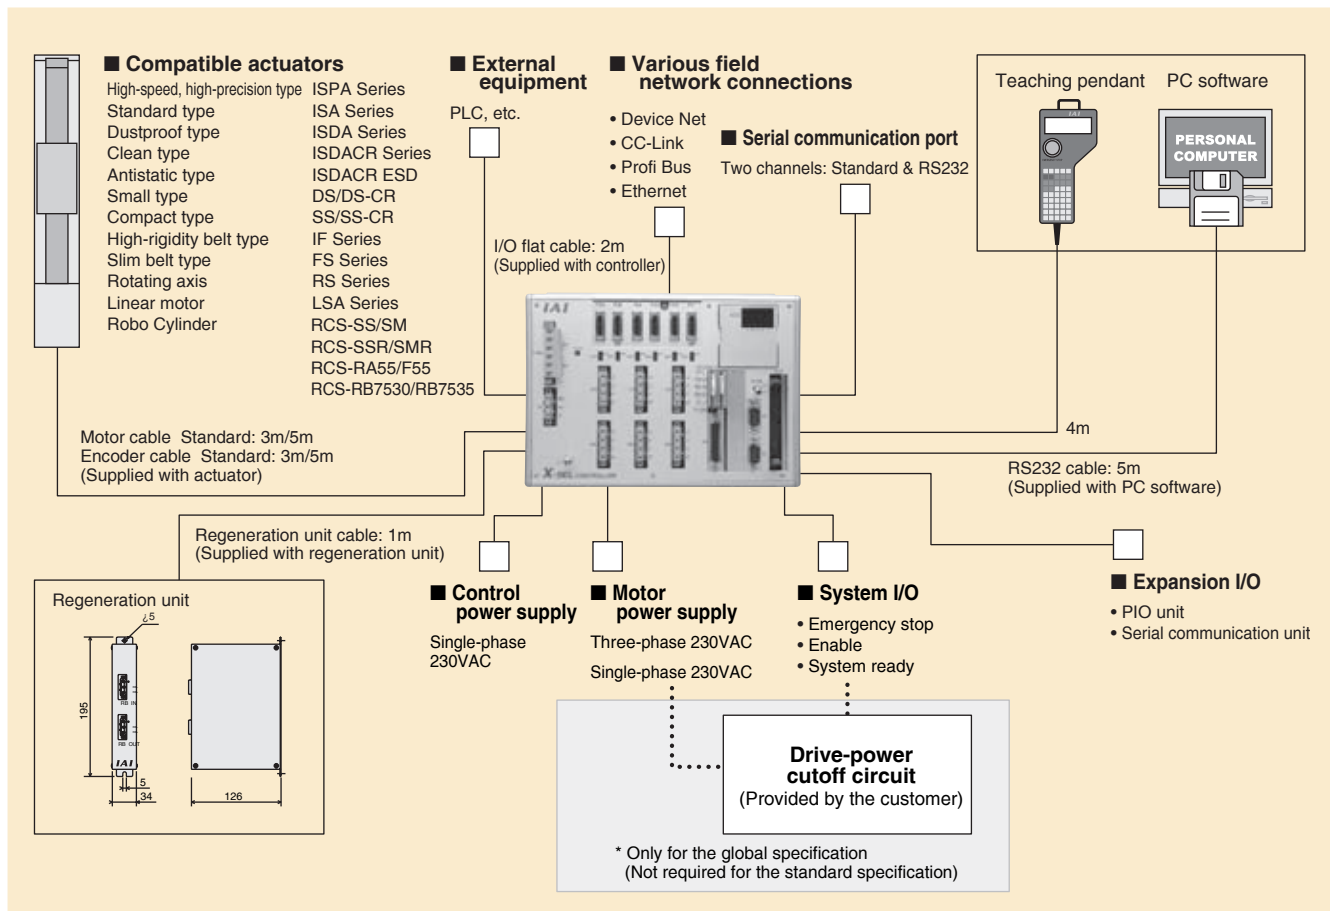 ■ Compatible actuators
High-speed, high-precision type ISPA Series
Standard type ISA Series
Dustproof type ISDA Series
Clean type ISDACR Series
Antistatic type ISDACR ESD
Small type DS/DS-CR
Compact type SS/SS-CR
High-rigidity belt type IF Series
Slim belt type FS Series
Rotating axis RS Series
Linear motor LSA Series
Robo Cylinder RCS-SS/SM
RCS-SSR/SMR
RCS-RA55/F55
RCS-RB7530/RB7535
■ External
equipment
PLC, etc.
■ Various field
network connections
• Device Net
• CC-Link
• Profi Bus
• Ethernet
■ Serial communication port
Two channels: Standard & RS232
Teaching pendant PC software
IAI
PERSONAL
COMPUTER
I/O flat cable: 2m
(Supplied with controller)
IAI
X-SEL CONTROLLER
Motor cable Standard: 3m/5m
Encoder cable Standard: 3m/5m
(Supplied with actuator)
4m
RS232 cable: 5m
(Supplied with PC software)
Regeneration unit cable: 1m
(Supplied with regeneration unit)
Regeneration unit
¿5
195
RB IN
RB OUT
IAI
5
34
126
■ Control
power supply
Single-phase
230VAC
■ Motor
power supply
Three-phase 230VAC
Single-phase 230VAC
■ System I/O
• Emergency stop
• Enable
• System ready
■ Expansion I/O
• PIO unit
• Serial communication unit
Drive-power
cutoff circuit
(Provided by the customer)
* Only for the global specification
(Not required for the standard specification)